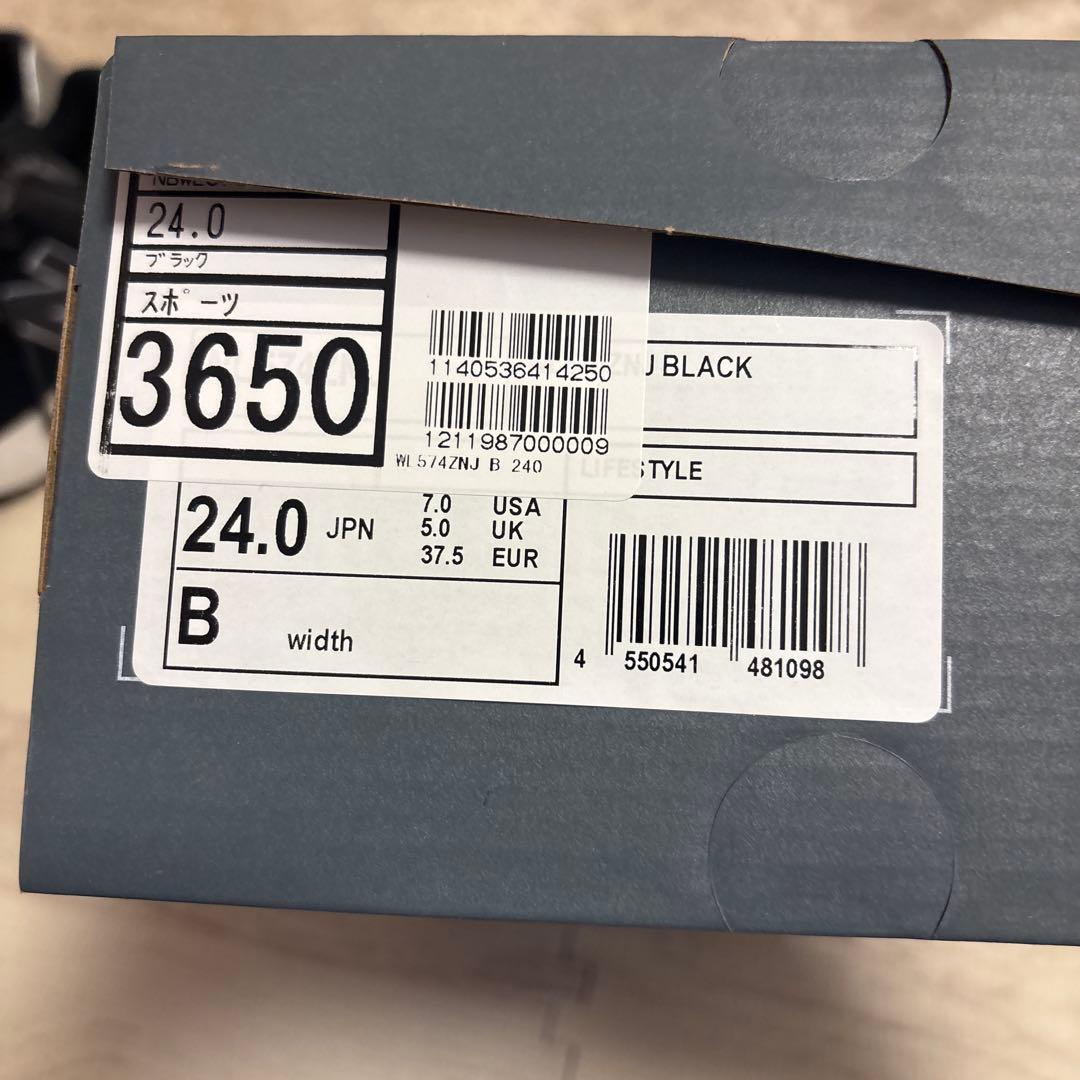 24.0
ブラック
スポーツ
3650
1140536414250
1211987000009
WL574ZNJ B 240
ZNJ BLACK
LIFESTYLE
24.0 JPN
7.0 USA
5.0 UK
37.5 EUR
B width
4 550541 481098